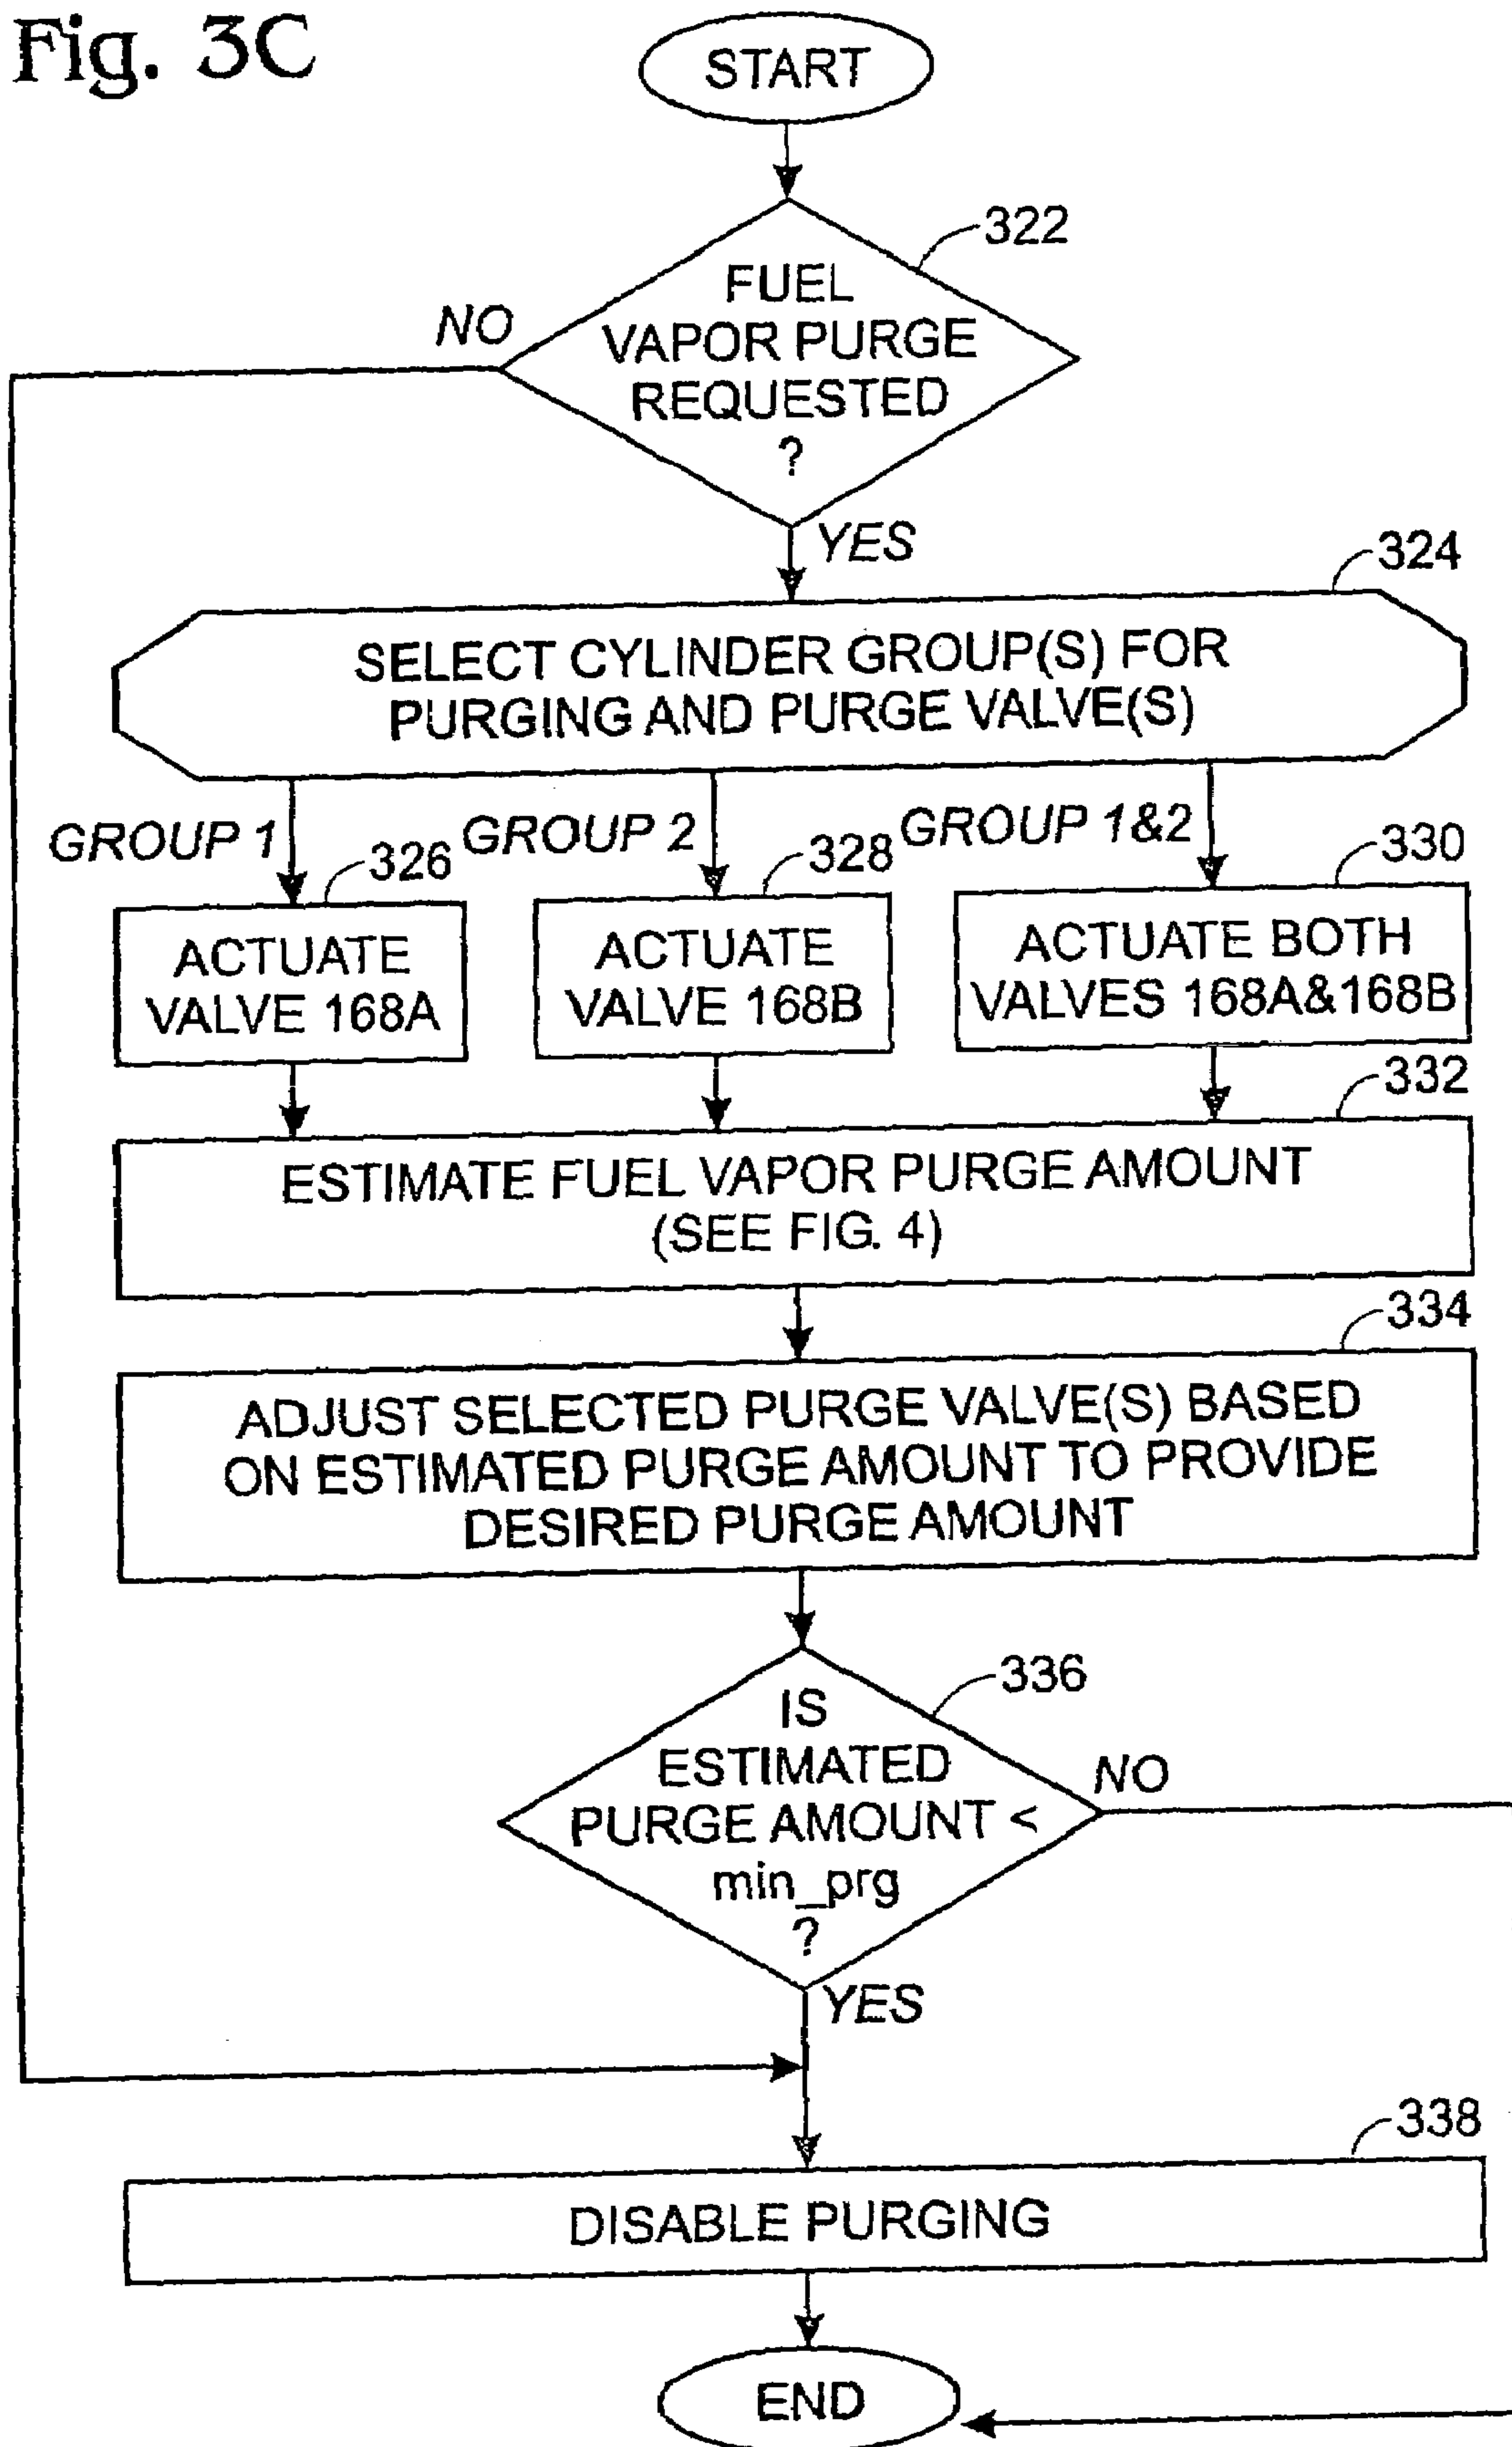 Fig. 3C
START
322
FUEL
VAPOR PURGE
REQUESTED
?
NO
YES
324
SELECT CYLINDER GROUP(S) FOR
PURGING AND PURGE VALVE(S)
GROUP 1
326
GROUP 2
328
GROUP 1&2
330
ACTUATE
VALVE 168A
ACTUATE
VALVE 168B
ACTUATE BOTH
VALVES 168A&168B
332
ESTIMATE FUEL VAPOR PURGE AMOUNT
(SEE FIG. 4)
334
ADJUST SELECTED PURGE VALVE(S) BASED
ON ESTIMATED PURGE AMOUNT TO PROVIDE
DESIRED PURGE AMOUNT
336
IS
ESTIMATED
PURGE AMOUNT <
min_prg
?
NO
YES
338
DISABLE PURGING
END